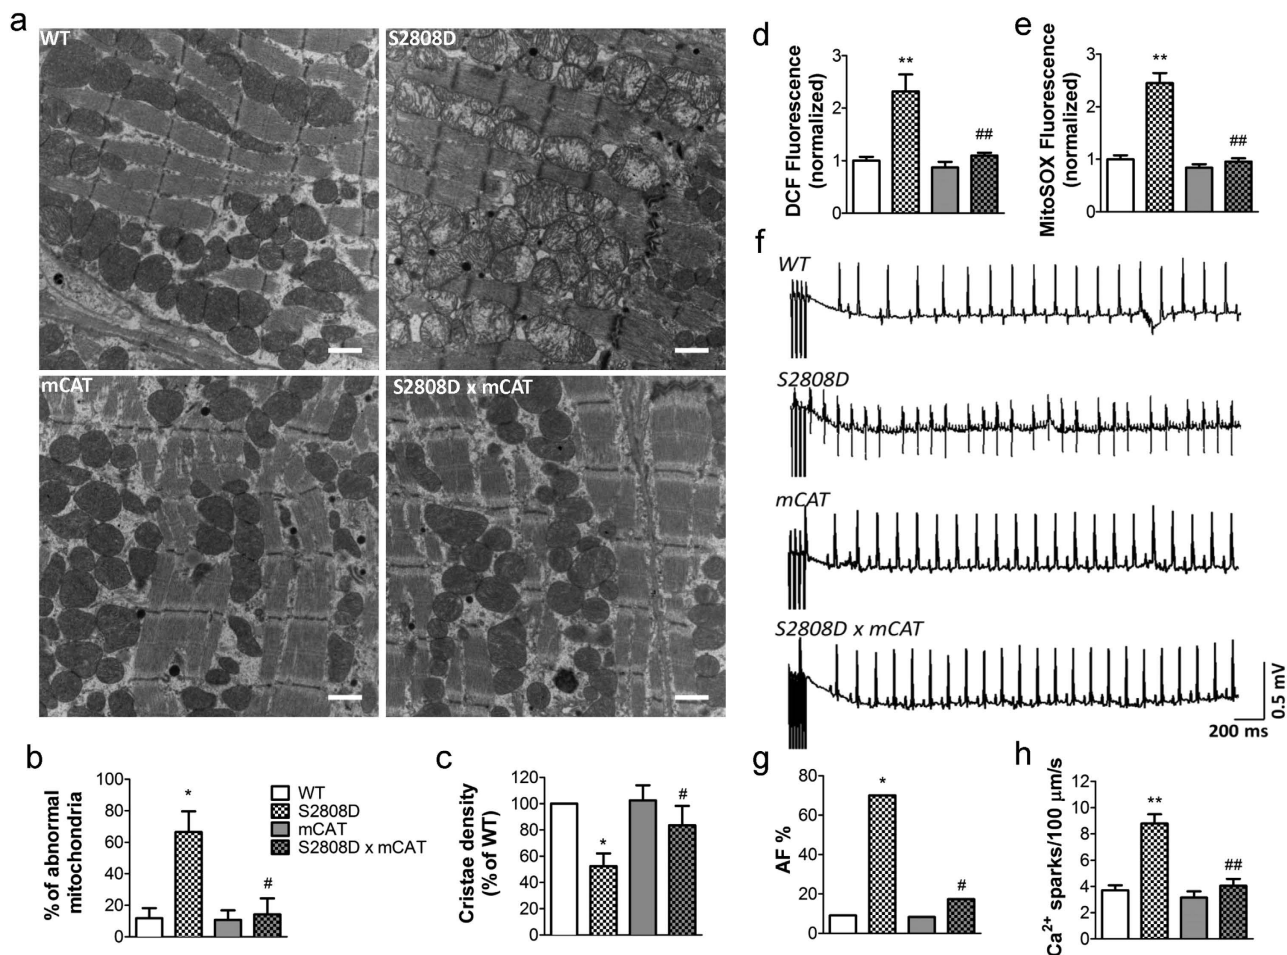 a
WT
S2808D
mCAT
S2808D x mCAT
b
% of abnormal
mitochondria
100
80
60
40
20
0
*
#
WT
S2808D
mCAT
S2808D x mCAT
c
Cristae density
(% of WT)
120
100
80
60
40
20
0
*
#
d
DCF Fluorescence
(normalized)
3
2
1
0
**
##
e
MitoSOX Fluorescence
(normalized)
3
2
1
0
**
##
f
WT
S2808D
mCAT
S2808D x mCAT
0.5 mV
200 ms
g
AF %
80
60
40
20
0
*
#
h
Ca²⁺ sparks/100 μm/s
12
10
8
6
4
2
0
**
##